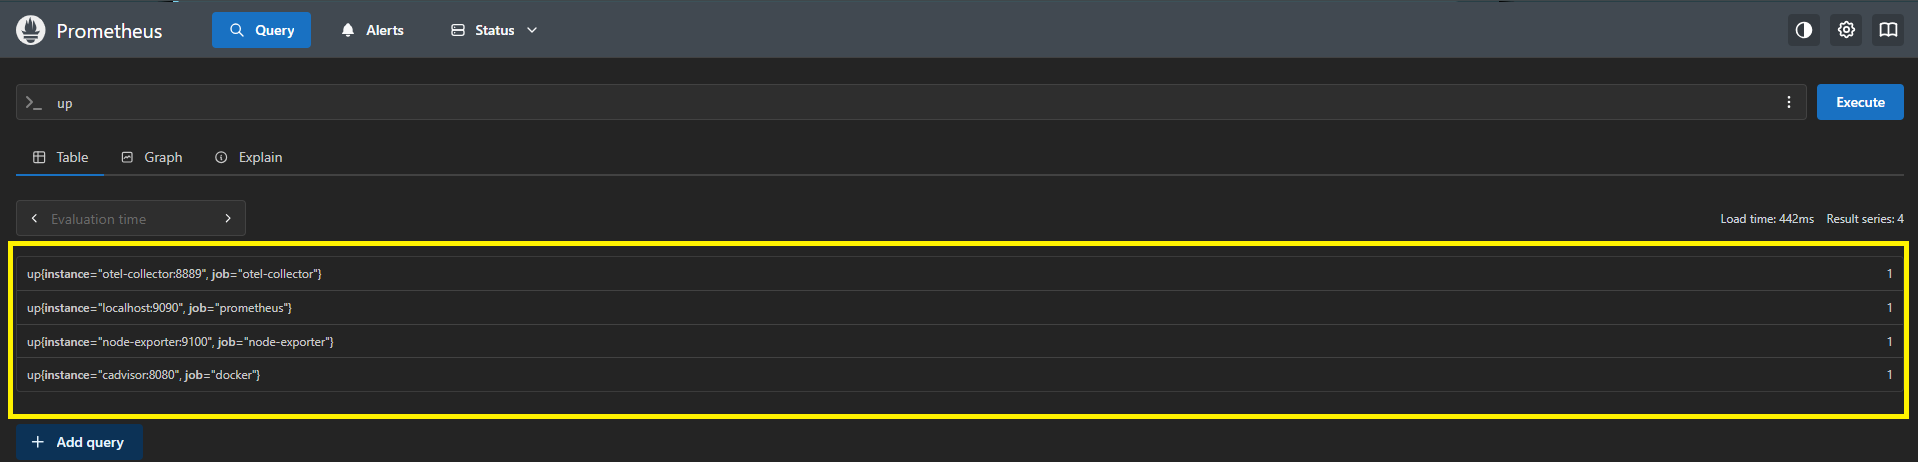 Prometheus Query Alerts Status
up Execute
Table Graph Explain
Evaluation time Load time: 442ms Result series: 4
up{instance="otel-collector:8889", job="otel-collector"} 1
up{instance="localhost:9090", job="prometheus"} 1
up{instance="node-exporter:9100", job="node-exporter"} 1
up{instance="cadvisor:8080", job="docker"} 1
Add query